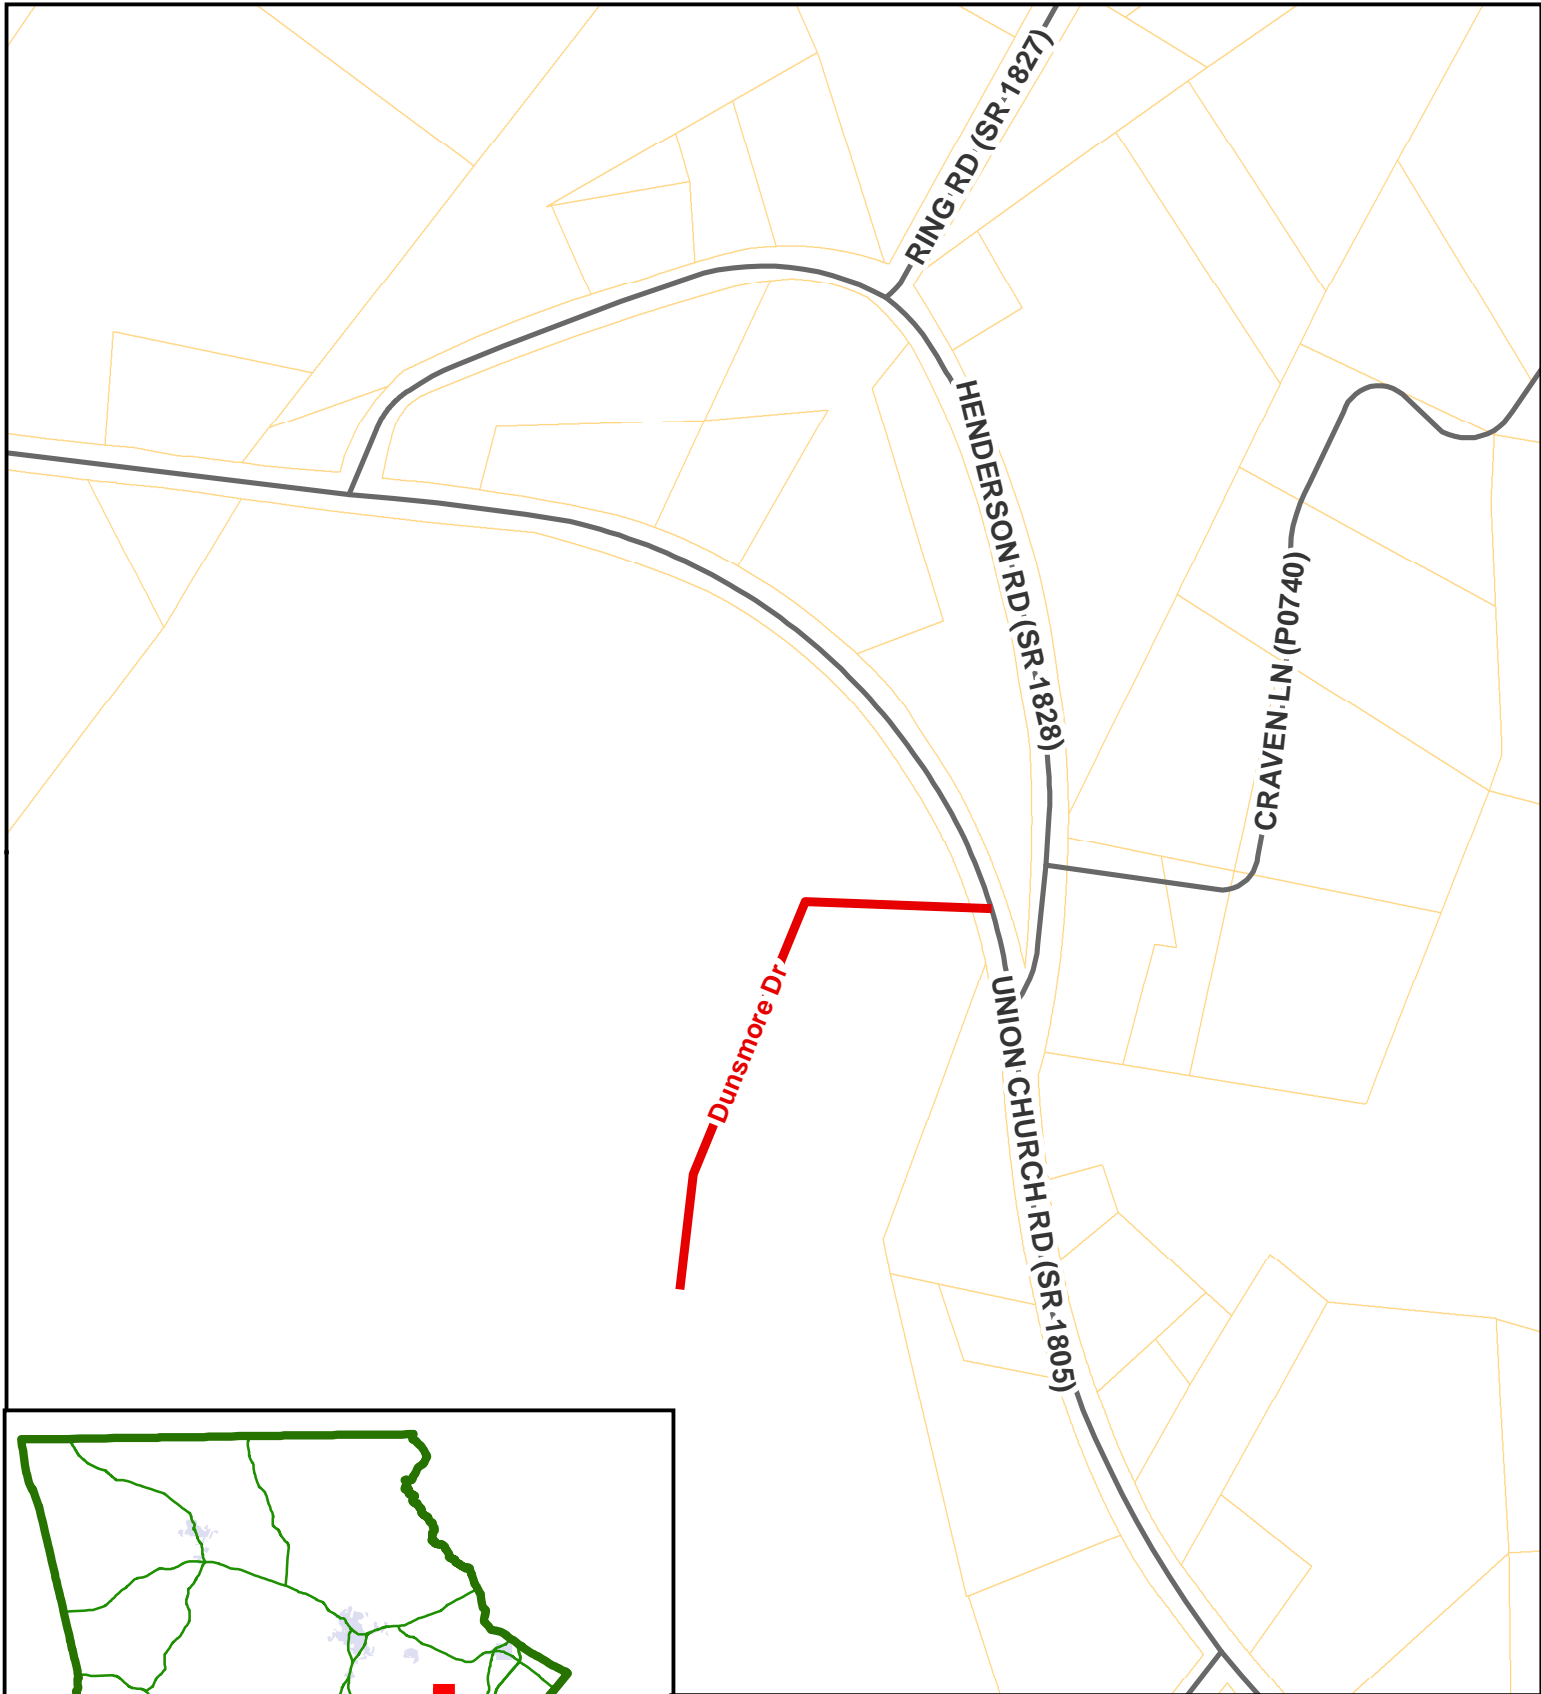 RING RD (SR-1827)
HENDERSON RD (SR-1828)
CRAVEN LN (P0740)
Dunsmore Dr
UNION CHURCH RD (SR-1805)